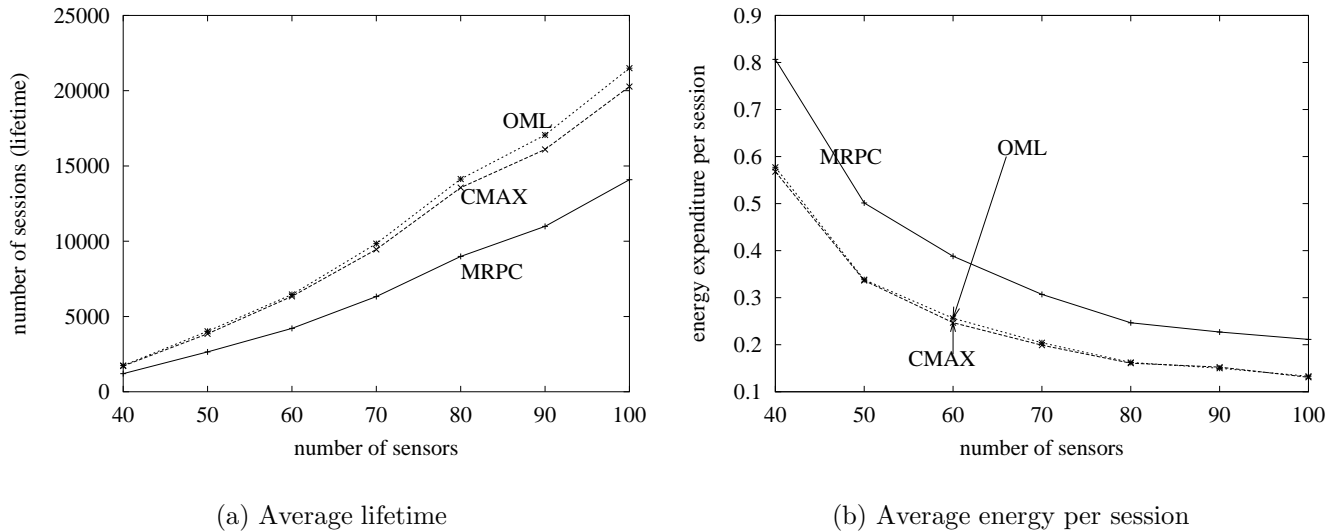 25000
20000
15000
10000
5000
0
40 50 60 70 80 90 100
number of sessions (lifetime)
number of sensors
OML
CMAX
MRPC
(a) Average lifetime
0.9
0.8
0.7
0.6
0.5
0.4
0.3
0.2
0.1
40 50 60 70 80 90 100
energy expenditure per session
number of sensors
MRPC
OML
CMAX
(b) Average energy per session